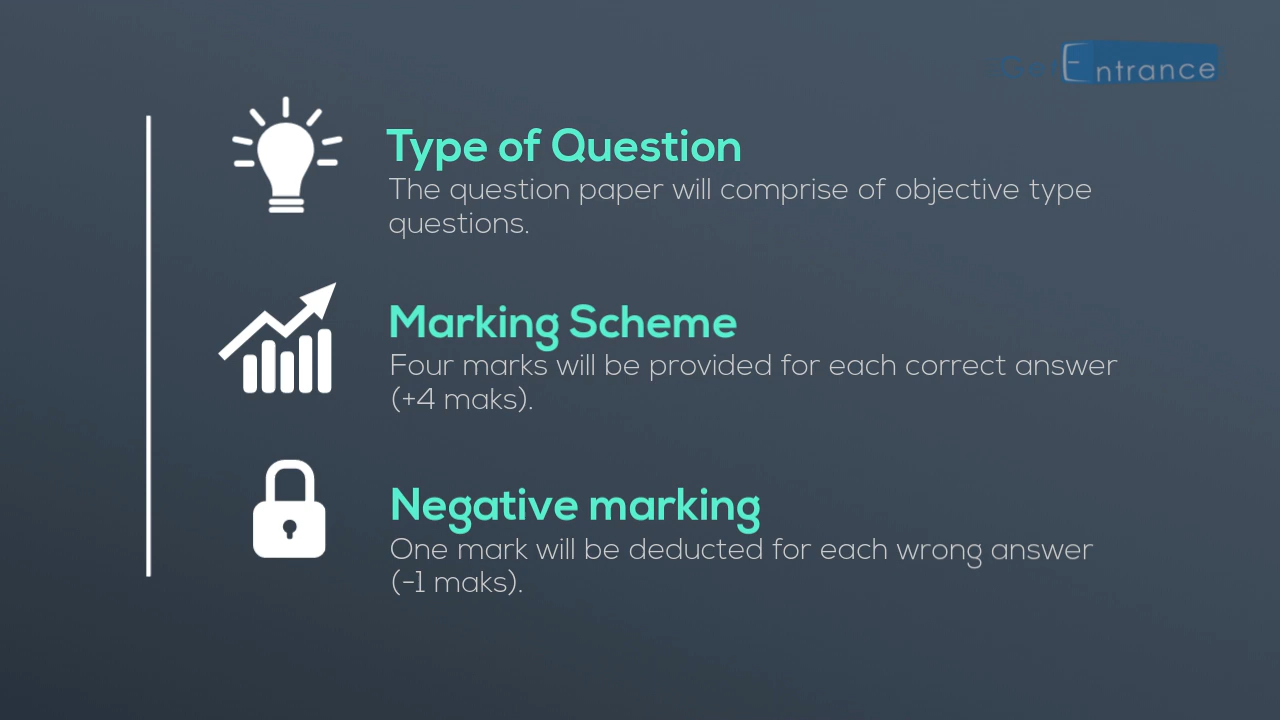 GetEntrance
Type of Question
The question paper will comprise of objective type
questions.
Marking Scheme
Four marks will be provided for each correct answer
(+4 maks).
Negative marking
One mark will be deducted for each wrong answer
(-1 maks).